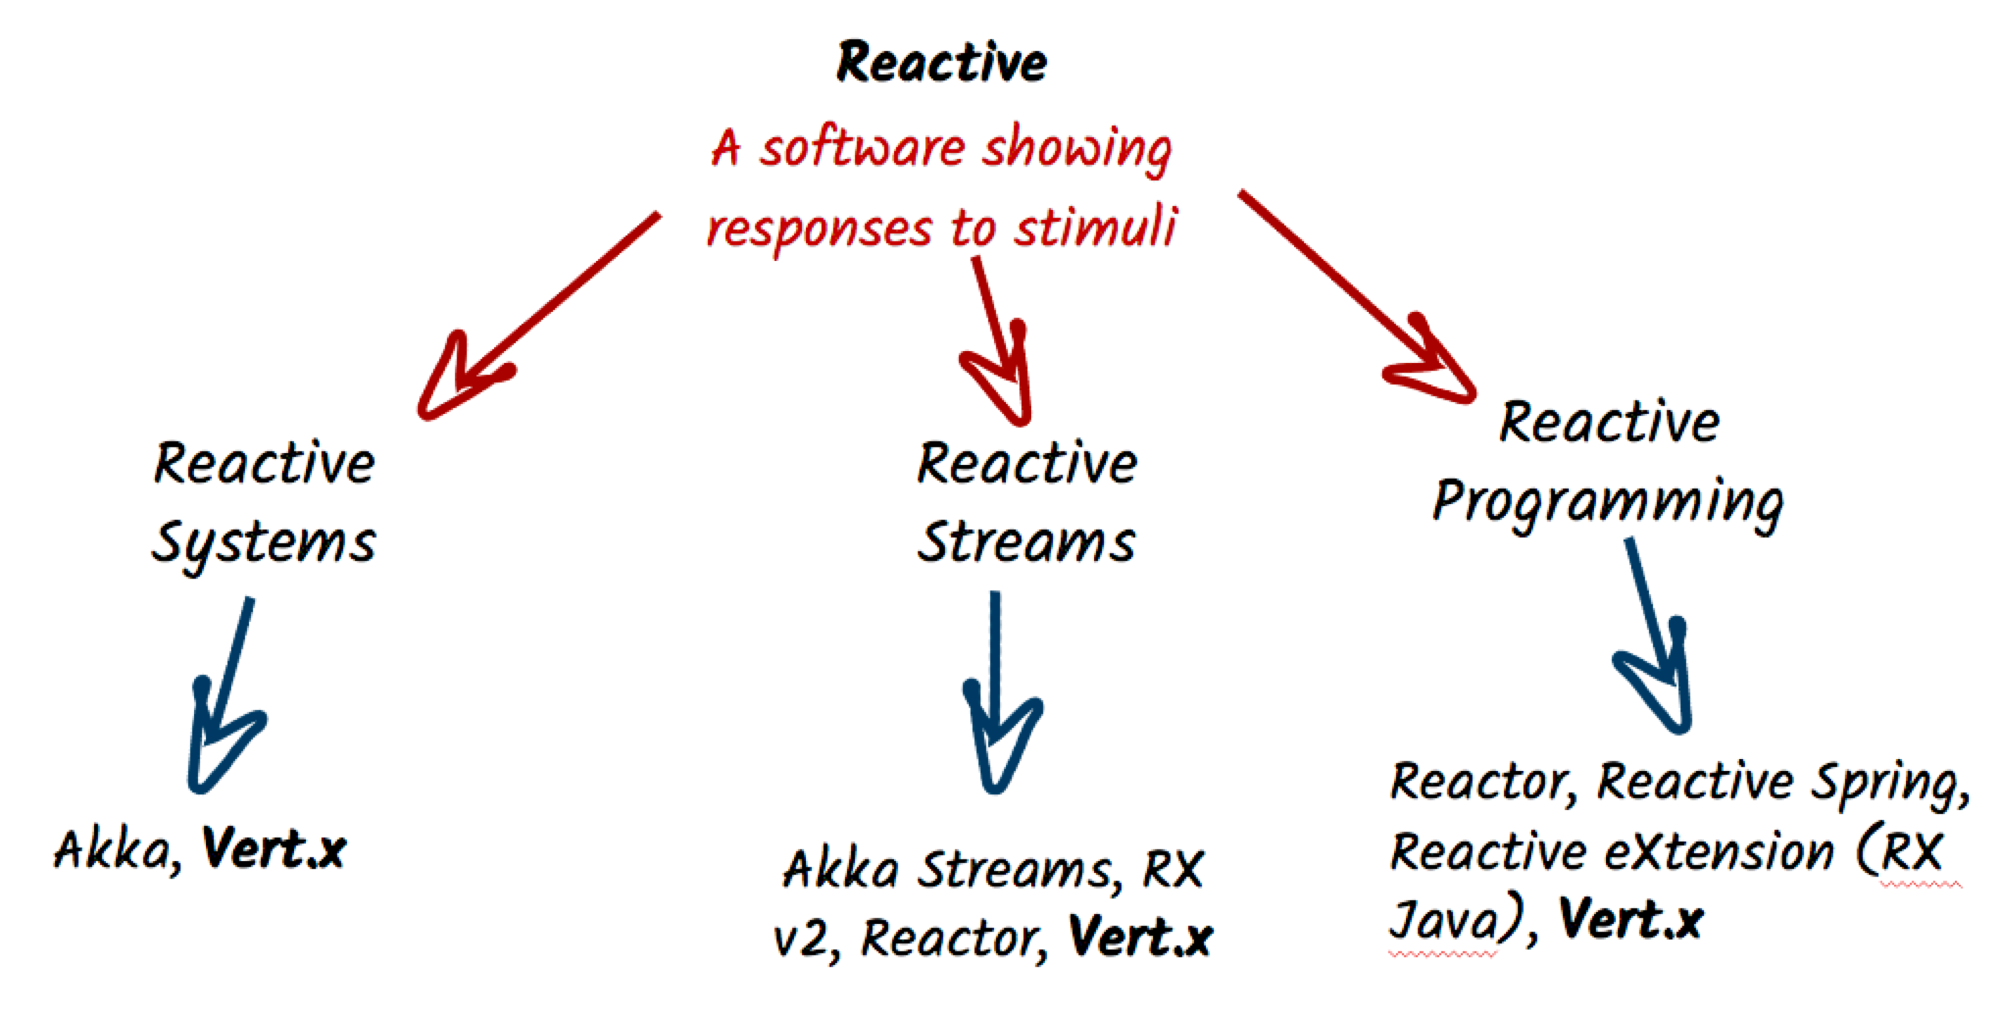 Reactive
A software showing
responses to stimuli
Reactive
Systems
Reactive
Streams
Reactive
Programming
Akka, Vert.x
Akka Streams, RX
v2, Reactor, Vert.x
Reactor, Reactive Spring,
Reactive eXtension (RX
Java), Vert.x